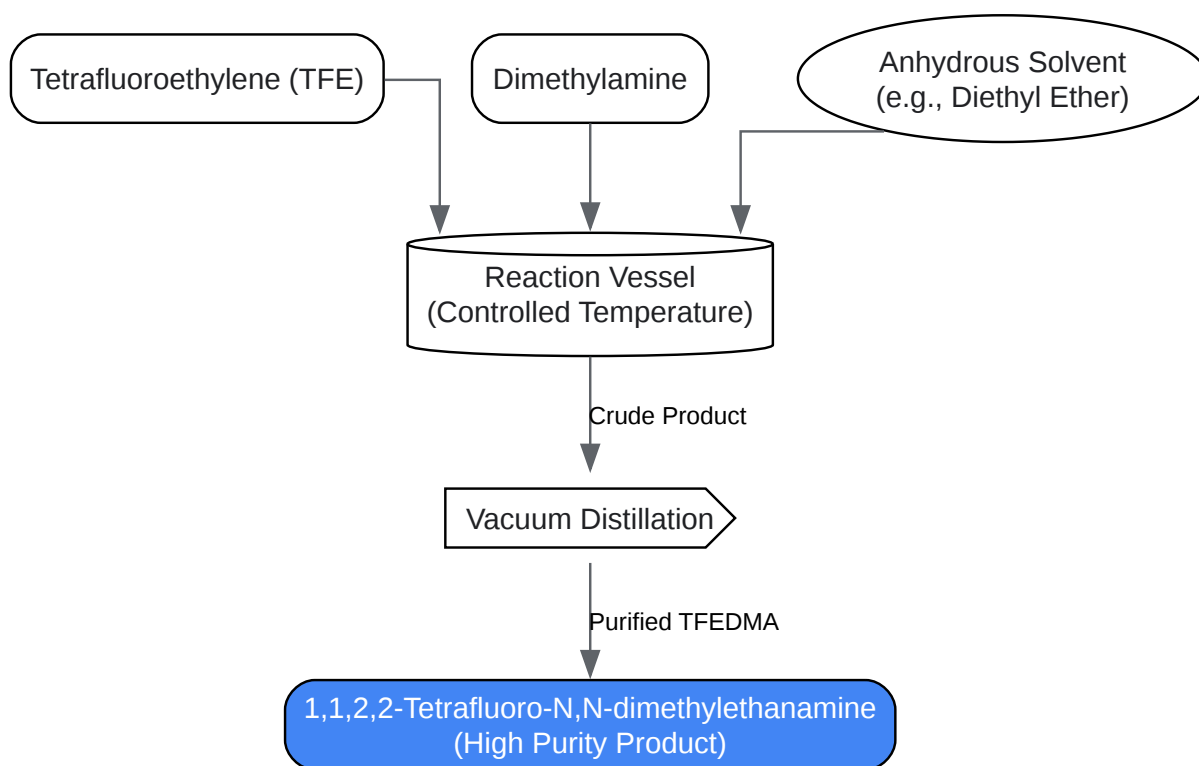 Tetrafluoroethylene (TFE)
Dimethylamine
Anhydrous Solvent
(e.g., Diethyl Ether)
Reaction Vessel
(Controlled Temperature)
Crude Product
Vacuum Distillation
Purified TFEDMA
1,1,2,2-Tetrafluoro-N,N-dimethylethanamine
(High Purity Product)